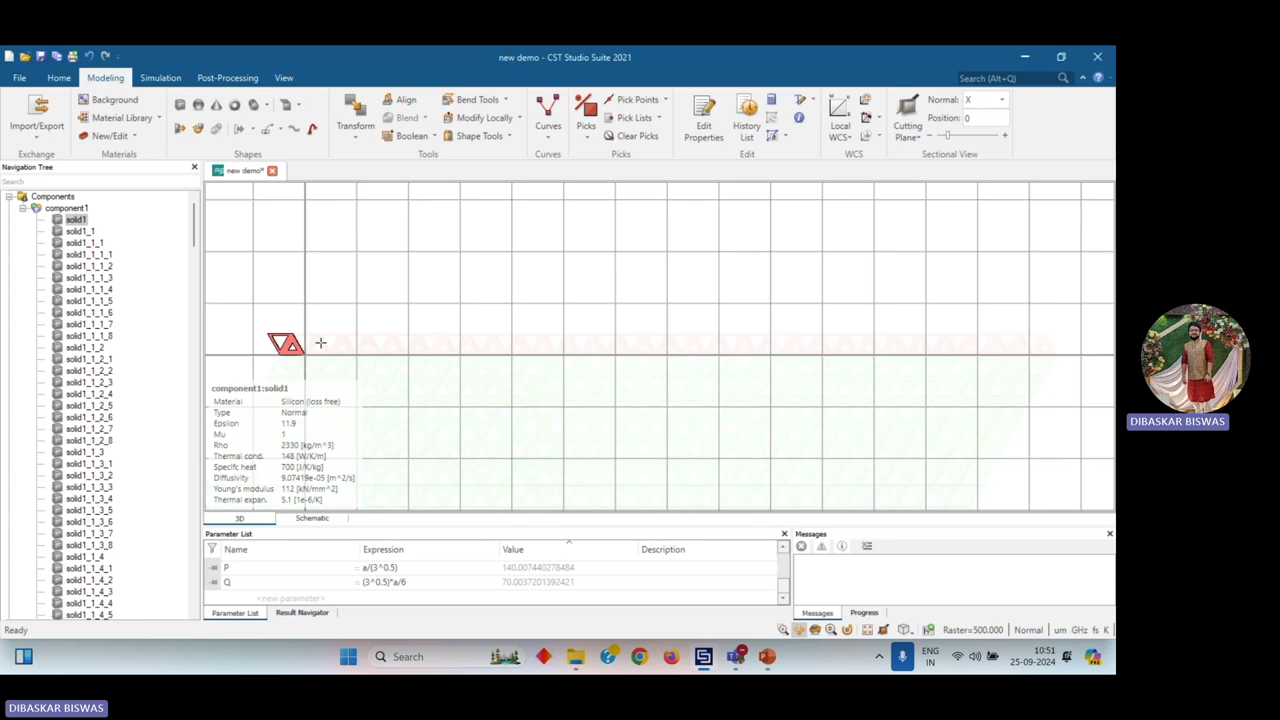 new demo - CST Studio Suite 2021
File Home Modeling Simulation Post-Processing View Search (Alt+Q)
Import/Export
Exchange
Background
Material Library
New/Edit
Materials
Shapes
Transform
Align
Blend
Boolean
Bend Tools
Modify Locally
Shape Tools
Tools
Curves
Curves
Picks
Pick Points
Pick Lists
Clear Picks
Picks
Edit
Properties
History
List
Edit
Local
WCS
WCS
Cutting
Plane
Normal: X
Position: 0
Sectional View
Navigation Tree
Search
new demo*
Components
component1
solid1
solid1_1
solid1_1_1
solid1_1_1_1
solid1_1_1_2
solid1_1_1_3
solid1_1_1_4
solid1_1_1_5
solid1_1_1_6
solid1_1_1_7
solid1_1_1_8
solid1_1_2
solid1_1_2_1
solid1_1_2_2
solid1_1_2_3
solid1_1_2_4
solid1_1_2_5
solid1_1_2_6
solid1_1_2_7
solid1_1_2_8
solid1_1_3
solid1_1_3_1
solid1_1_3_2
solid1_1_3_3
solid1_1_3_4
solid1_1_3_5
solid1_1_3_6
solid1_1_3_7
solid1_1_3_8
solid1_1_4
solid1_1_4_1
solid1_1_4_2
solid1_1_4_3
solid1_1_4_4
solid1_1_4_5
component1:solid1
Material Silicon (loss free)
Type Normal
Epsilon 11.9
Mu 1
Rho 2330 [kg/m^3]
Thermal cond. 148 [W/K/m]
Specifc heat 700 [J/K/kg]
Diffusivity 9.07419e-05 [m^2/s]
Young's modulus 112 [kN/mm^2]
Thermal expan. 5.1 [1e-6/K]
3D Schematic
Parameter List
Name Expression Value Description
P = a/(3^0.5) 140.007440278484
Q = (3^0.5)*a/6 70.0037201392421
<new parameter>
Parameter List Result Navigator
Messages
Messages Progress
Ready
Raster=500.000 Normal um GHz fs K
Search
ENG
IN
10:51
25-09-2024
DIBASKAR BISWAS
DIBASKAR BISWAS